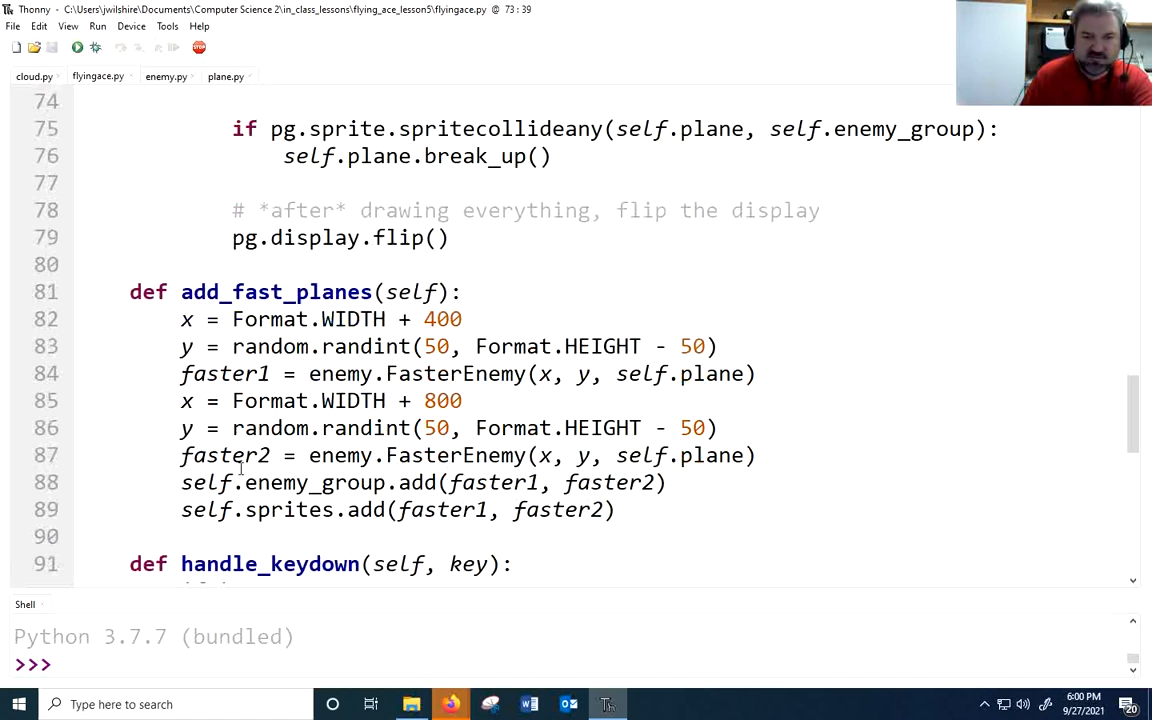 Thonny - C:\Users\jwilshire\Documents\Computer Science 2\in_class_lessons\flying_ace_lesson5\flyingace.py @ 73 : 39
File Edit View Run Device Tools Help
STOP
cloud.py flyingace.py enemy.py plane.py
74
75 if pg.sprite.spritecollideany(self.plane, self.enemy_group):
76 self.plane.break_up()
77
78 # *after* drawing everything, flip the display
79 pg.display.flip()
80
81 def add_fast_planes(self):
82 x = Format.WIDTH + 400
83 y = random.randint(50, Format.HEIGHT - 50)
84 faster1 = enemy.FasterEnemy(x, y, self.plane)
85 x = Format.WIDTH + 800
86 y = random.randint(50, Format.HEIGHT - 50)
87 faster2 = enemy.FasterEnemy(x, y, self.plane)
88 self.enemy_group.add(faster1, faster2)
89 self.sprites.add(faster1, faster2)
90
91 def handle_keydown(self, key):
Shell
Python 3.7.7 (bundled)
>>>
Type here to search
6:00 PM
9/27/2021
20